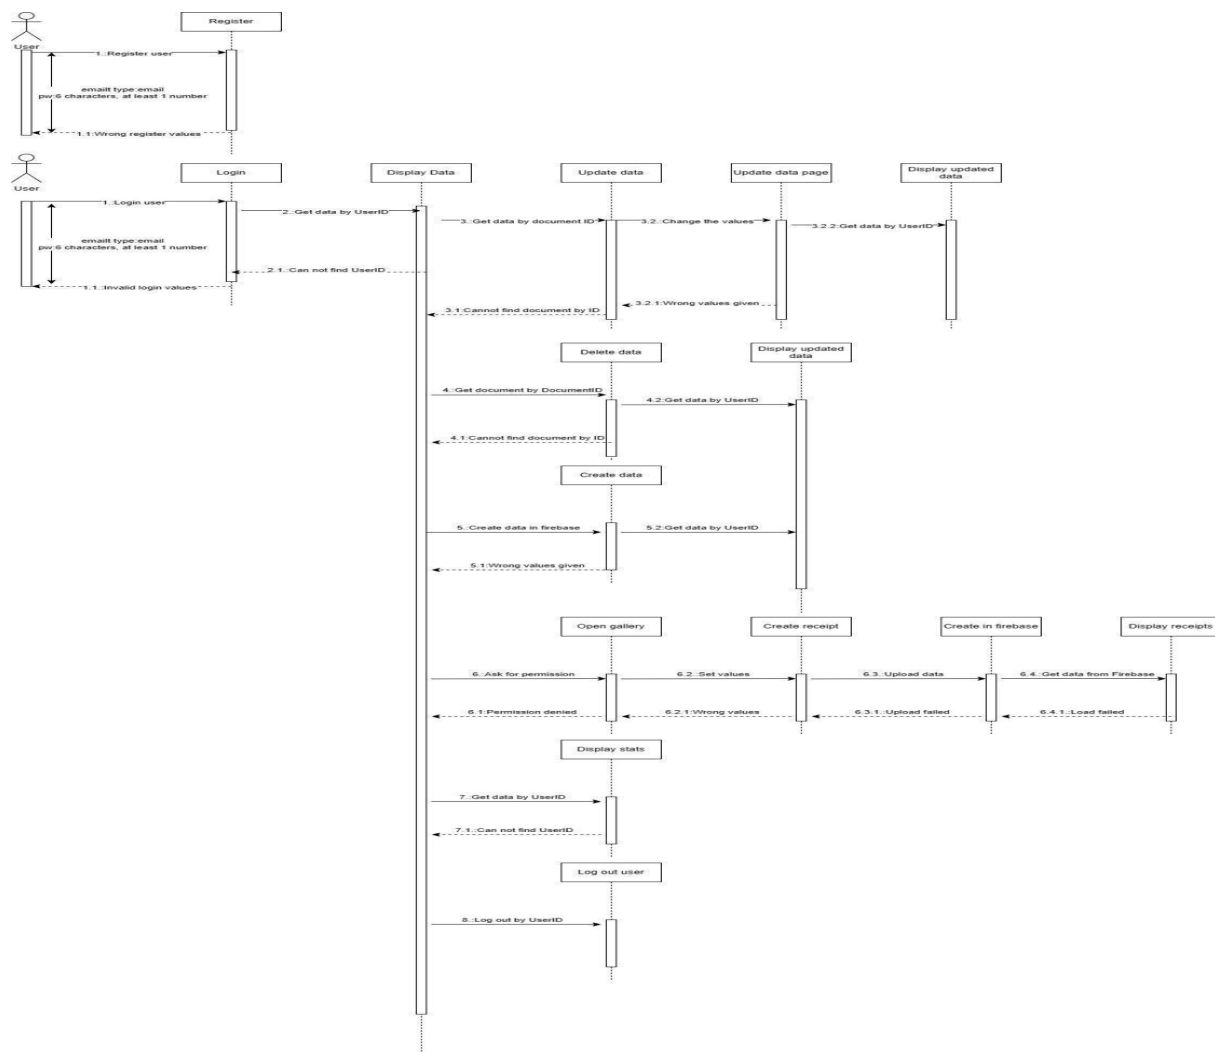 Register
User
1.:Register user
emailt type:email
pw:6 characters, at least 1 number
1.1:Wrong register values
User
Login
Display Data
Update data
Update data page
Display updated
data
1.:Login user
2.:Get data by UserID
3.:Get data by document ID
3.2.:Change the values
3.2.2:Get data by UserID
emailt type:email
pw:6 characters, at least 1 number
2.1.:Can not find UserID
1.1.:Invalid login values
3.2.1:Wrong values given
3.1:Cannot find document by ID
Delete data
Display updated
data
4.:Get document by DocumentID
4.2:Get data by UserID
4.1:Cannot find document by ID
Create data
5.:Create data in firebase
5.2:Get data by UserID
5.1:Wrong values given
Open gallery
Create receipt
Create in firebase
Display receipts
6.:Ask for permission
6.2.:Set values
6.3.:Upload data
6.4.:Get data from Firebase
6.1:Permission denied
6.2.1:Wrong values
6.3.1.:Upload failed
6.4.1.:Load failed
Display stats
7.:Get data by UserID
7.1.:Can not find UserID
Log out user
8.:Log out by UserID